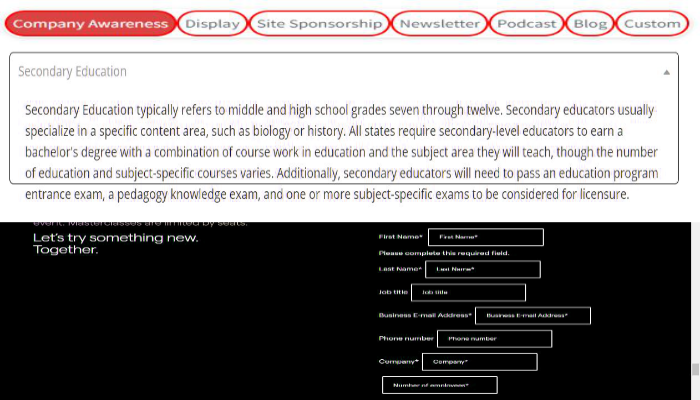 Company Awareness Display Site Sponsorship Newsletter Podcast Blog Custom
Secondary Education
Secondary Education typically refers to middle and high school grades seven through twelve. Secondary educators usually
specialize in a specific content area, such as biology or history. All states require secondary-level educators to earn a
bachelor's degree with a combination of course work in education and the subject area they will teach, though the number
of education and subject-specific courses varies. Additionally, secondary educators will need to pass an education program
entrance exam, a pedagogy knowledge exam, and one or more subject-specific exams to be considered for licensure.
event. Masterclasses are limited by seats.
Let's try something new.
Together.
First Name* First Name*
Please complete this required field.
Last Name* Last Name*
Job title Job title
Business E-mail Address* Business E-mail Address*
Phone number Phone number
Company* Company*
Number of employees*